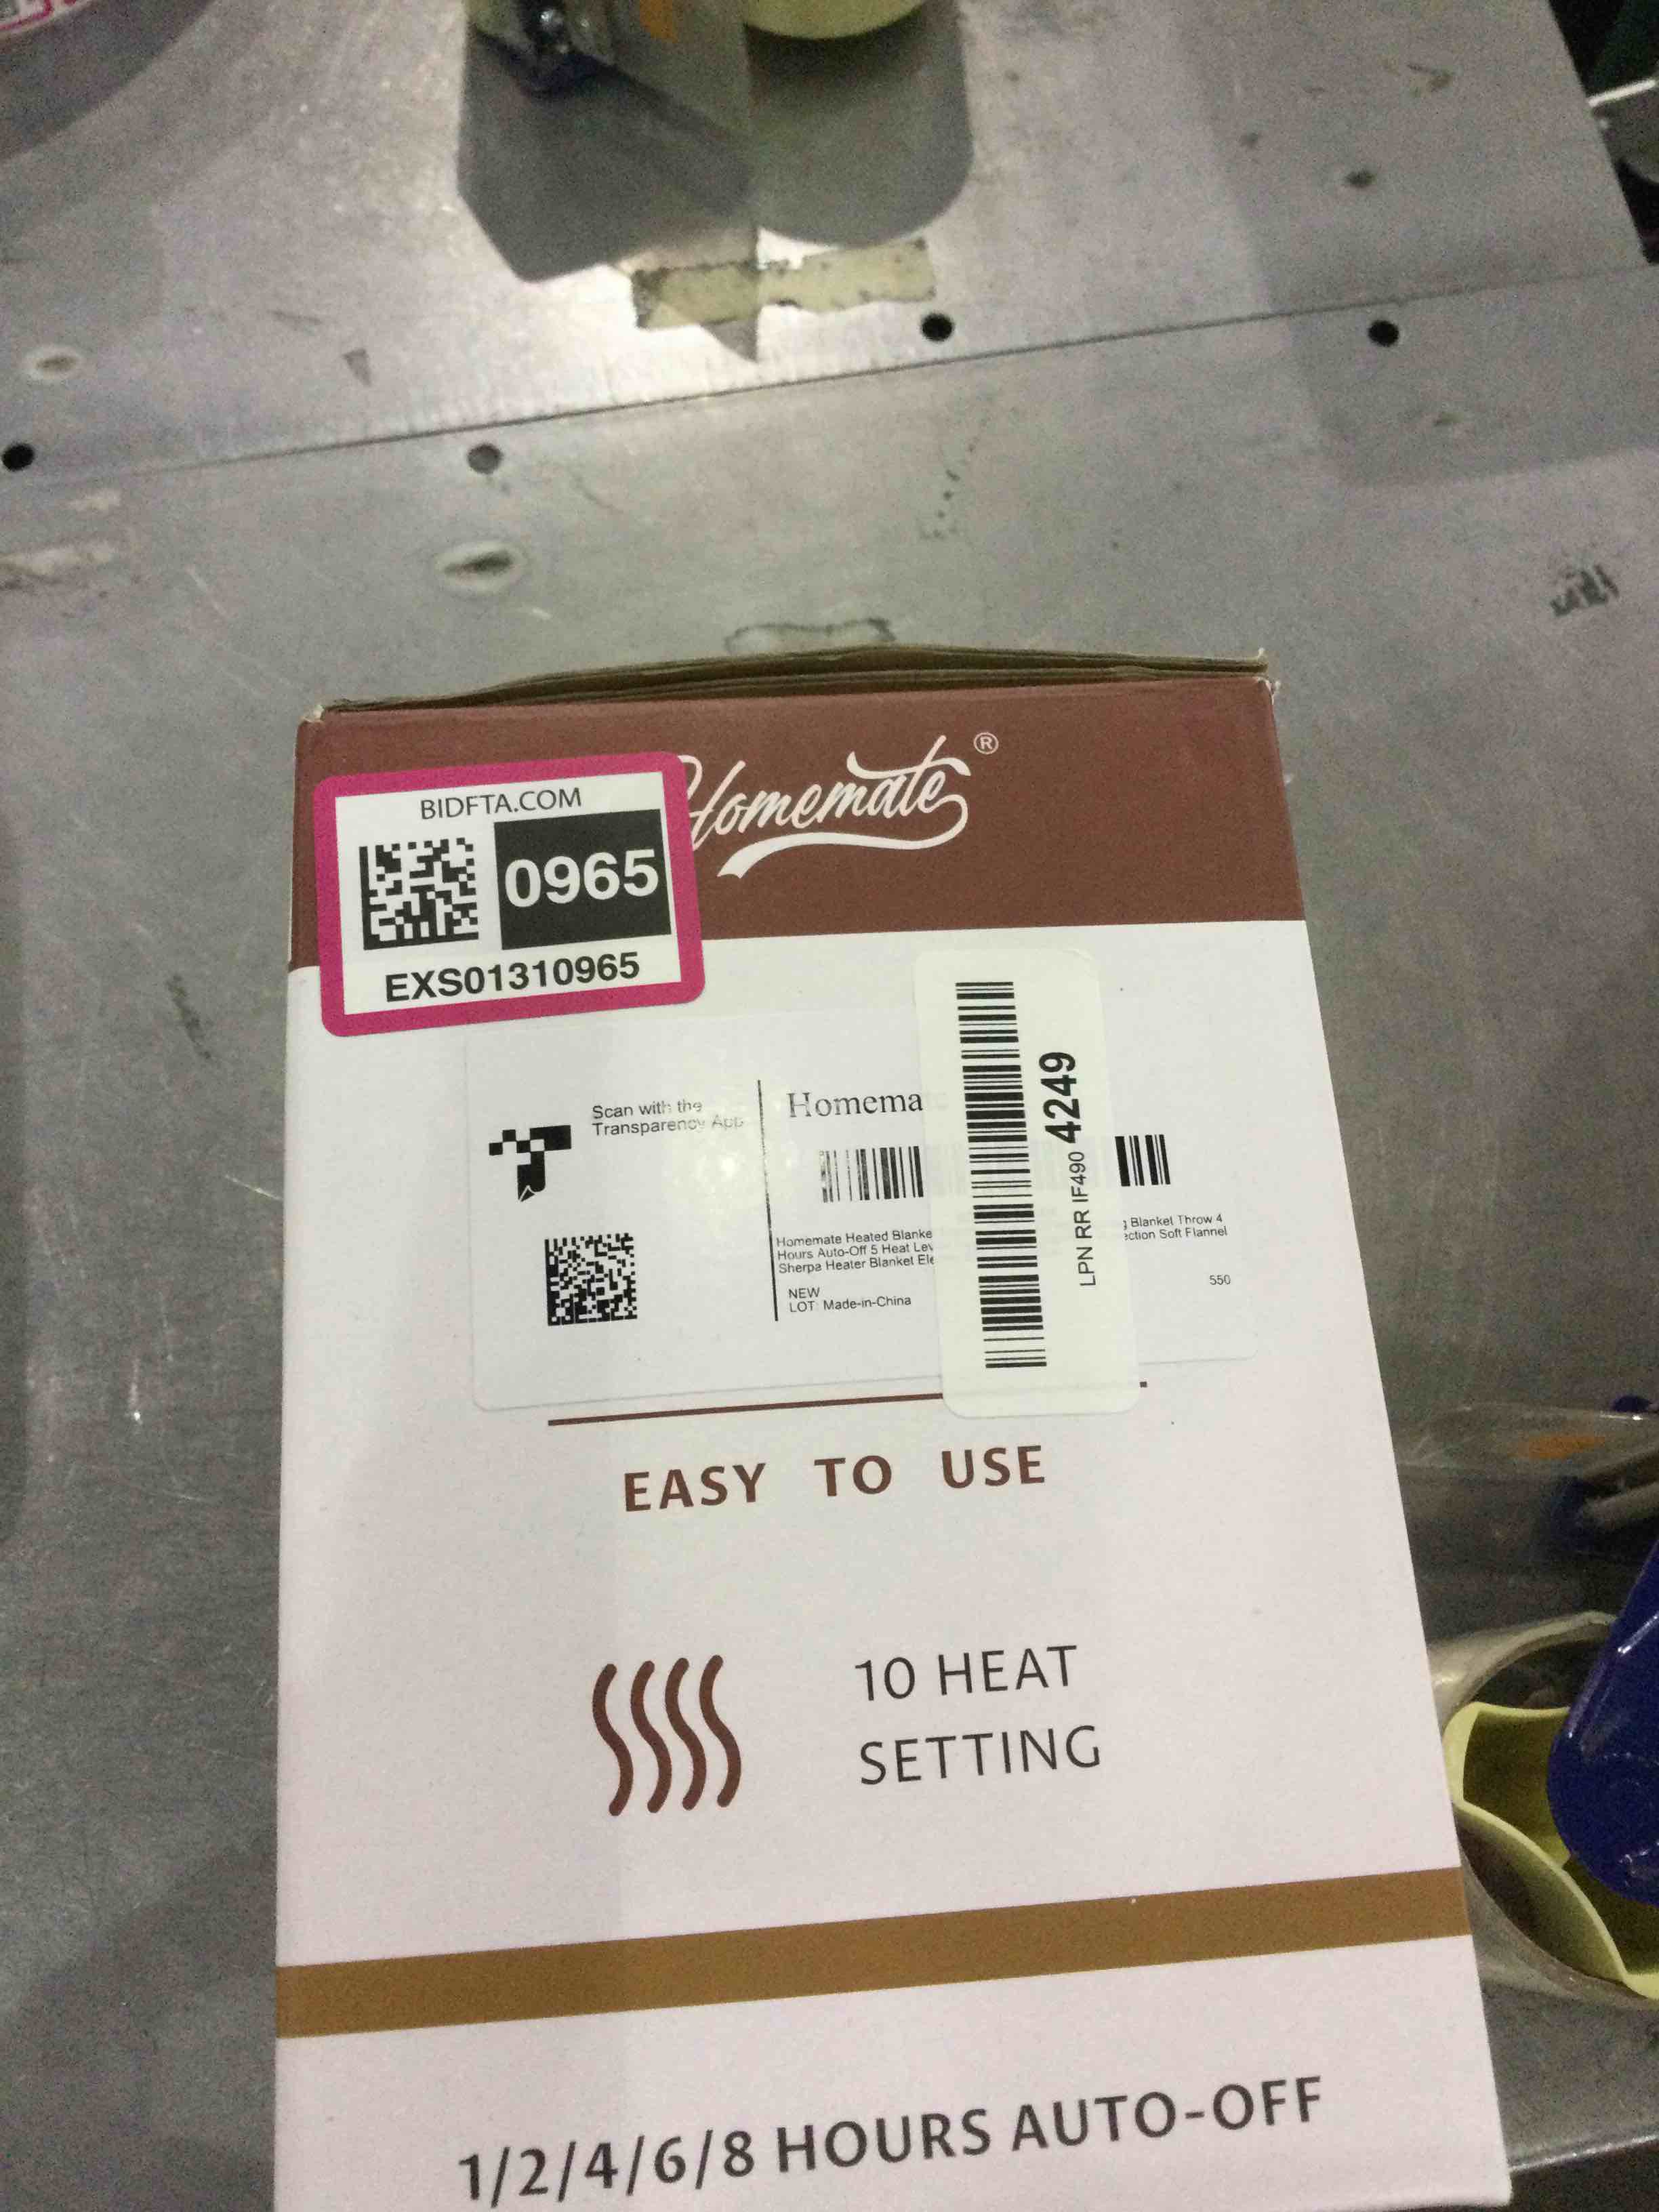 Homemate®
BIDFTA.COM
0965
EXS01310965
Scan with the
Transparency App
Homema
4249
LPN RR IF490
Homemate Heated Blanke
Blanket Throw 4
Hours Auto-Off 5 Heat Lev
ection Soft Flannel
Sherpa Heater Blanket Ele
NEW
550
LOT: Made-in-China
EASY TO USE
10 HEAT
SETTING
1/2/4/6/8 HOURS AUTO-OFF